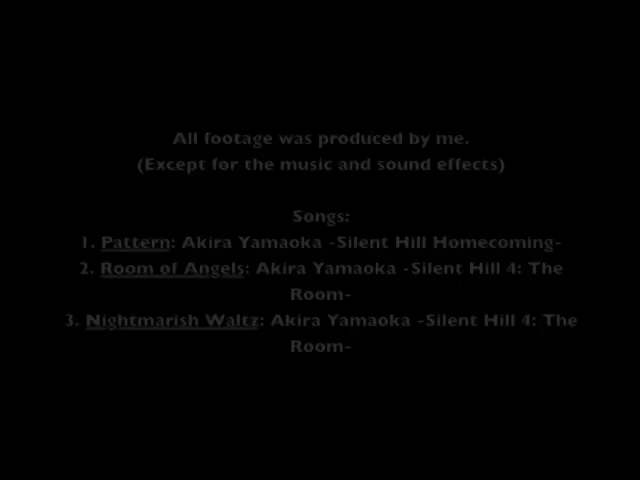 All footage was produced by me.
(Except for the music and sound effects)
Songs:
1. Pattern: Akira Yamaoka -Silent Hill Homecoming-
2. Room of Angels: Akira Yamaoka -Silent Hill 4: The
Room-
3. Nightmarish Waltz: Akira Yamaoka -Silent Hill 4: The
Room-